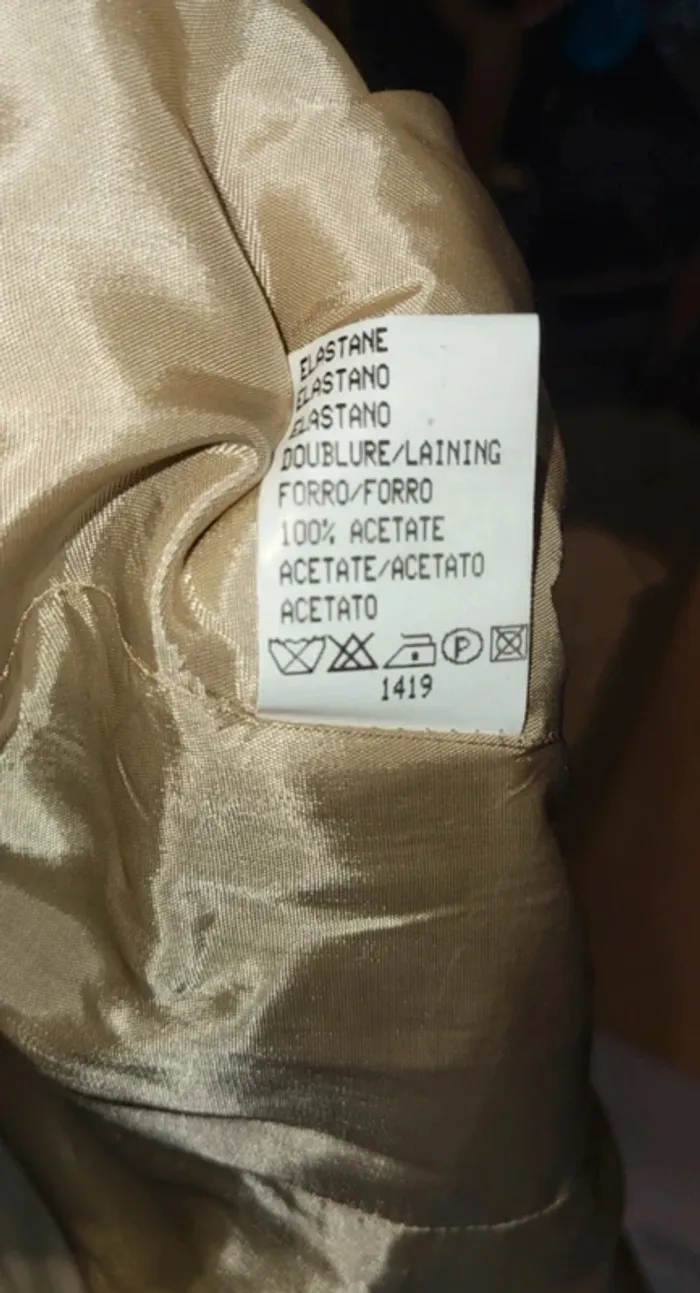 ELASTANE
ELASTANO
ELASTANO
DOUBLURE/LAINING
FORRO/FORRO
100% ACETATE
ACETATE/ACETATO
ACETATO
P
1419